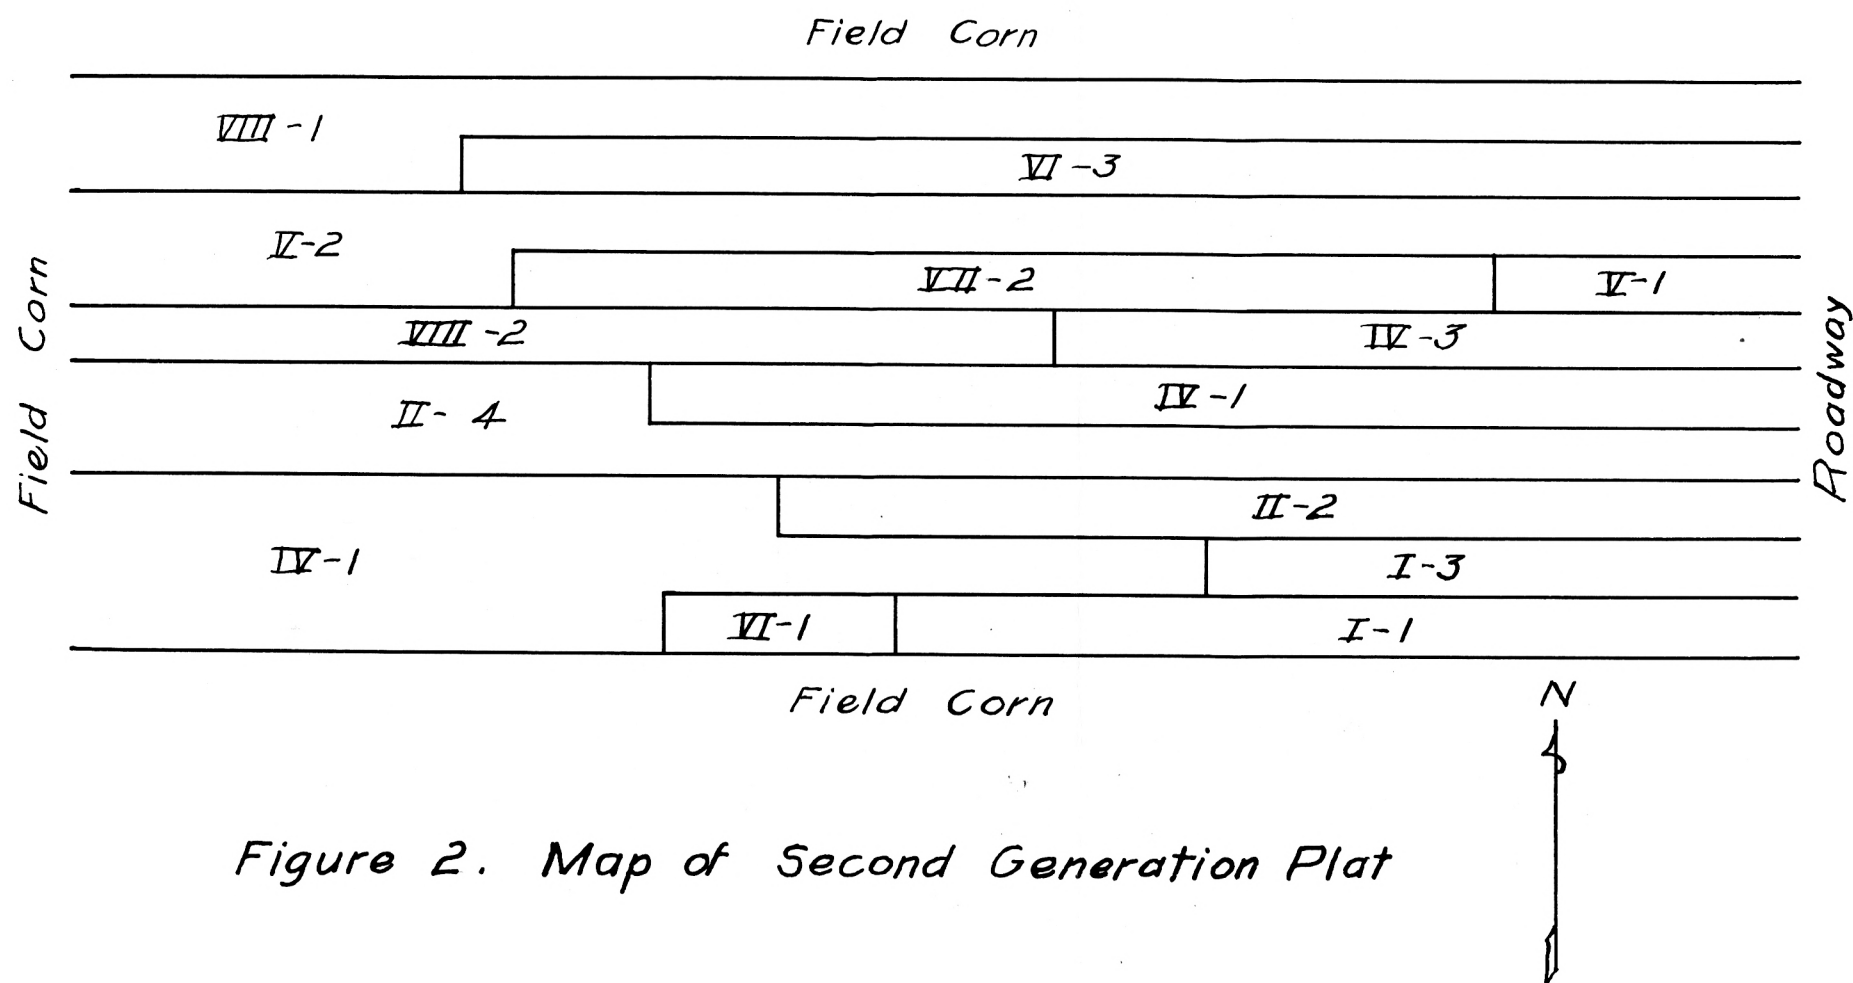 Field Corn
VIII-1
VI-3
V-2
VII-2
V-1
VIII-2
IV-3
II-4
IV-1
II-2
IV-1
I-3
VI-1
I-1
Field Corn
Roadway
Field Corn
N
Figure 2. Map of Second Generation Plat